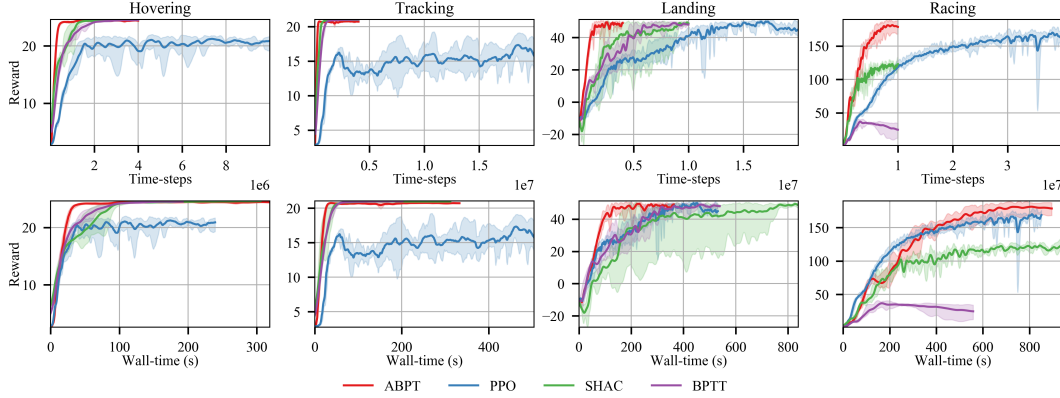 Hovering Tracking Landing Racing
Reward
20
10
2 4 6 8
Time-steps
1e6
20
15
10
5
0.5 1.0 1.5
Time-steps
1e7
40
20
0
−20
0.5 1.0 1.5
Time-steps
1e7
150
100
50
1 2 3
Time-steps
1e7
Reward
20
10
0 100 200 300
Wall-time (s)
20
15
10
5
0 200 400
Wall-time (s)
40
20
0
−20
0 200 400 600 800
Wall-time (s)
150
100
50
0 200 400 600 800
Wall-time (s)
ABPT PPO SHAC BPTT